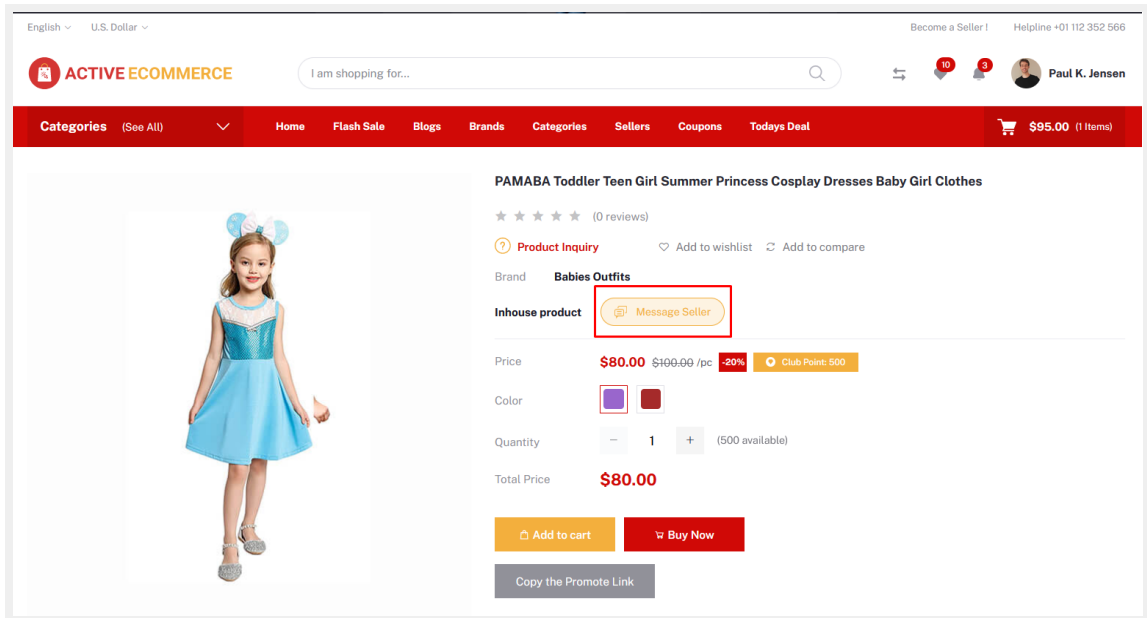 English U.S. Dollar Become a Seller ! Helpline +01 112 352 566
ACTIVE ECOMMERCE I am shopping for... 10 3 Paul K. Jensen
Categories (See All) Home Flash Sale Blogs Brands Categories Sellers Coupons Todays Deal $95.00 (1 Items)
PAMABA Toddler Teen Girl Summer Princess Cosplay Dresses Baby Girl Clothes
(0 reviews)
? Product Inquiry Add to wishlist Add to compare
Brand Babies Outfits
Inhouse product Message Seller
Price $80.00 $100.00 /pc -20% Club Point: 500
Color
Quantity − 1 + (500 available)
Total Price $80.00
Add to cart Buy Now
Copy the Promote Link